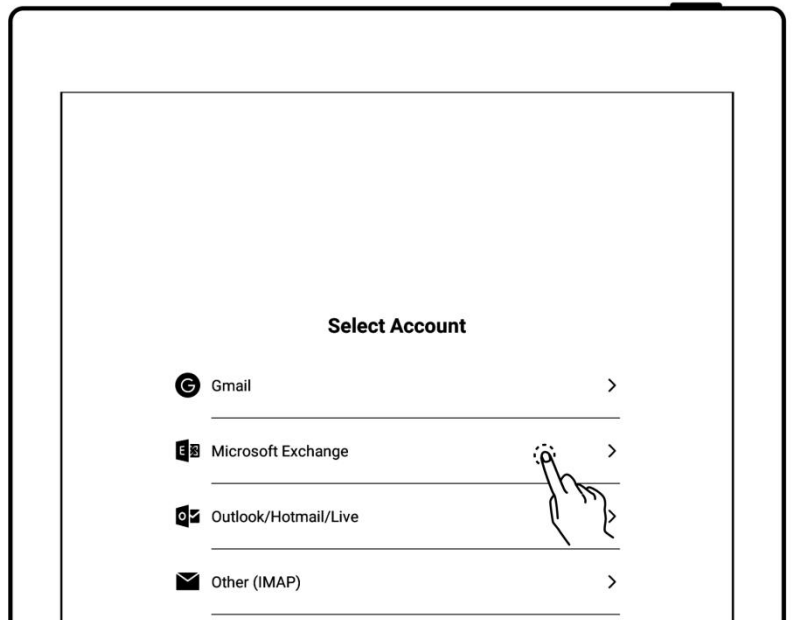 Select Account
G Gmail
E Microsoft Exchange
O Outlook/Hotmail/Live
Other (IMAP)